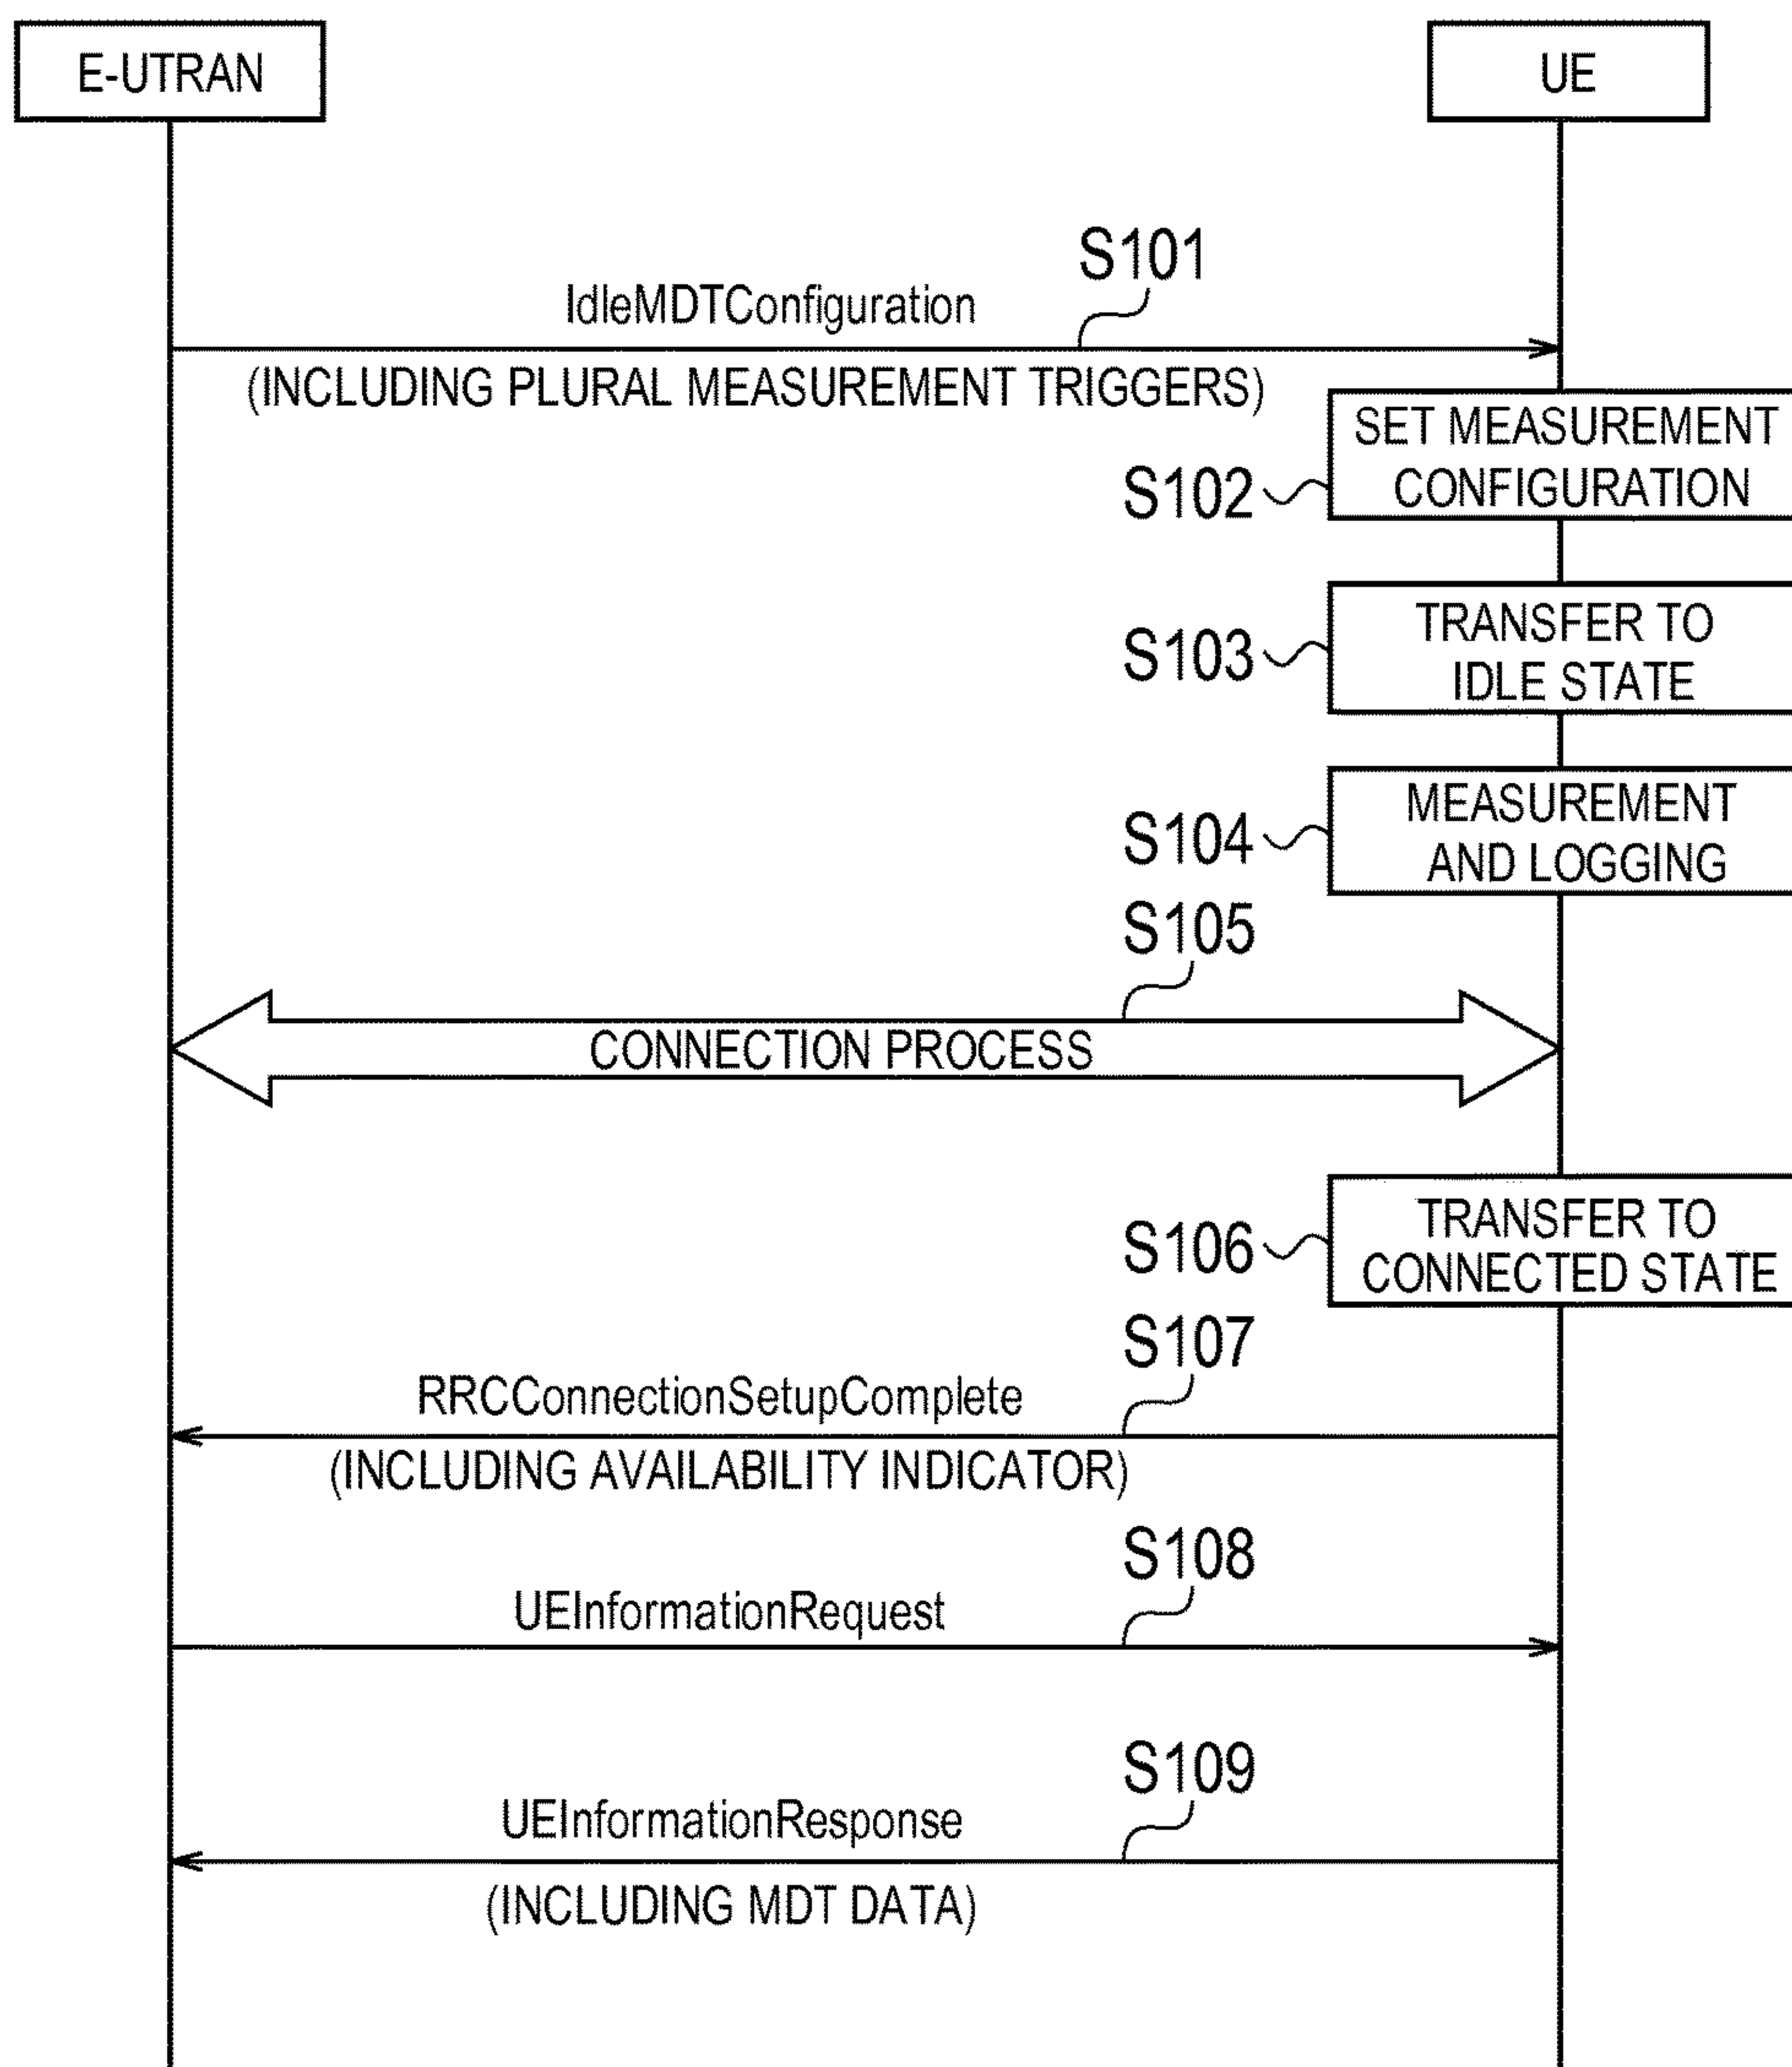 E-UTRAN
UE
S101
IdleMDTConfiguration
(INCLUDING PLURAL MEASUREMENT TRIGGERS)
SET MEASUREMENT
CONFIGURATION
S102
TRANSFER TO
IDLE STATE
S103
MEASUREMENT
AND LOGGING
S104
S105
CONNECTION PROCESS
TRANSFER TO
CONNECTED STATE
S106
S107
RRCConnectionSetupComplete
(INCLUDING AVAILABILITY INDICATOR)
S108
UEInformationRequest
S109
UEInformationResponse
(INCLUDING MDT DATA)